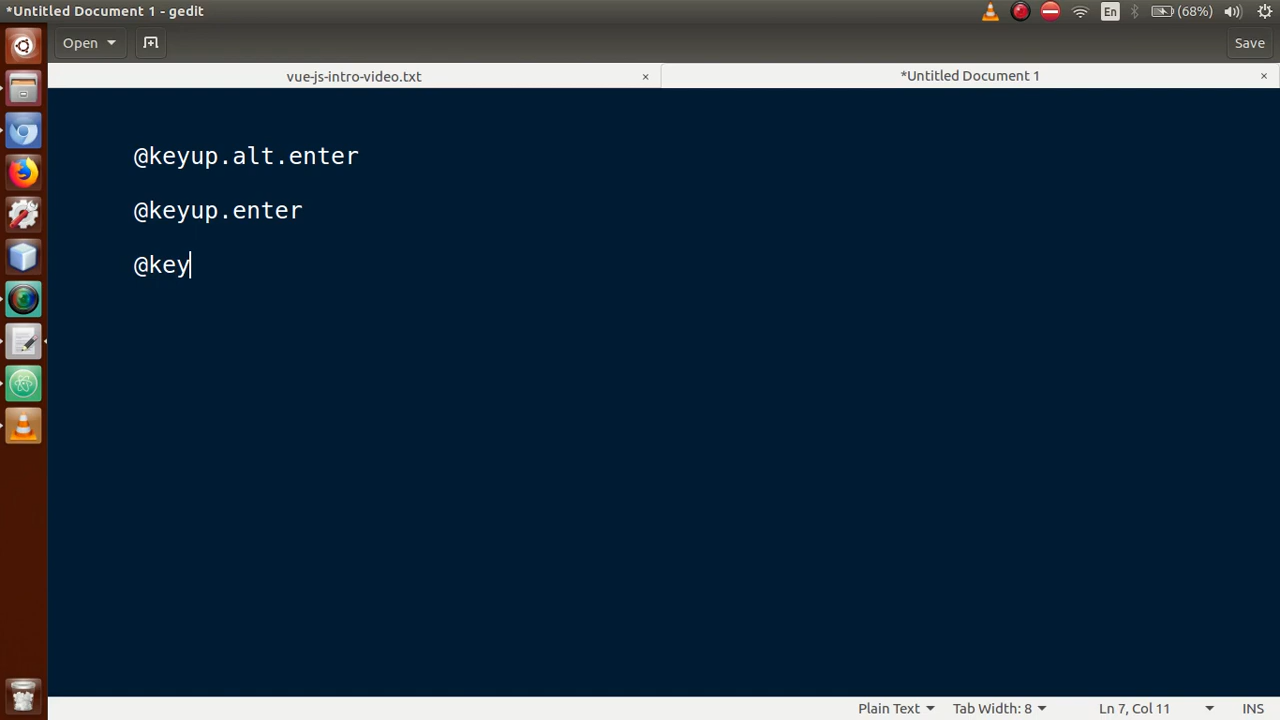 *Untitled Document 1 - gedit
En
(68%)
Open
Save
vue-js-intro-video.txt
×
*Untitled Document 1
×
@keyup.alt.enter
@keyup.enter
@key
Plain Text
Tab Width: 8
Ln 7, Col 11
INS